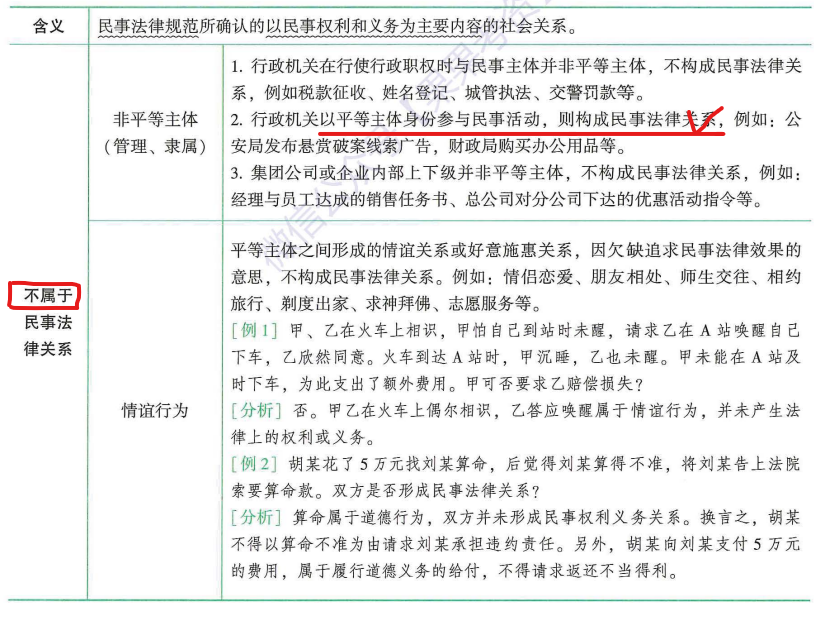 含义
民事法律规范所确认的以民事权利和义务为主要内容的社会关系。
不属于
民事法
律关系
非平等主体
（管理、隶属）
1. 行政机关在行使行政职权时与民事主体并非平等主体，不构成民事法律关
系，例如税款征收、姓名登记、城管执法、交警罚款等。
2. 行政机关以平等主体身份参与民事活动，则构成民事法律关系，例如：公
安局发布悬赏破案线索广告，财政局购买办公用品等。
3. 集团公司或企业内部上下级并非平等主体，不构成民事法律关系，例如：
经理与员工达成的销售任务书、总公司对分公司下达的优惠活动指令等。
情谊行为
平等主体之间形成的情谊关系或好意施惠关系，因欠缺追求民事法律效果的
意思，不构成民事法律关系。例如：情侣恋爱、朋友相处、师生交往、相约
旅行、剃度出家、求神拜佛、志愿服务等。
［例 1］甲、乙在火车上相识，甲怕自己到站时未醒，请求乙在 A 站唤醒自己
下车，乙欣然同意。火车到达 A 站时，甲沉睡，乙也未醒。甲未能在 A 站及
时下车，为此支出了额外费用。甲可否要求乙赔偿损失？
［分析］否。甲乙在火车上偶尔相识，乙答应唤醒属于情谊行为，并未产生法
律上的权利或义务。
［例 2］胡某花了 5 万元找刘某算命，后觉得刘某算得不准，将刘某告上法院
索要算命款。双方是否形成民事法律关系？
［分析］算命属于道德行为，双方并未形成民事权利义务关系。换言之，胡某
不得以算命不准为由请求刘某承担违约责任。另外，胡某向刘某支付 5 万元
的费用，属于履行道德义务的给付，不得请求返还不当得利。
微信公众号